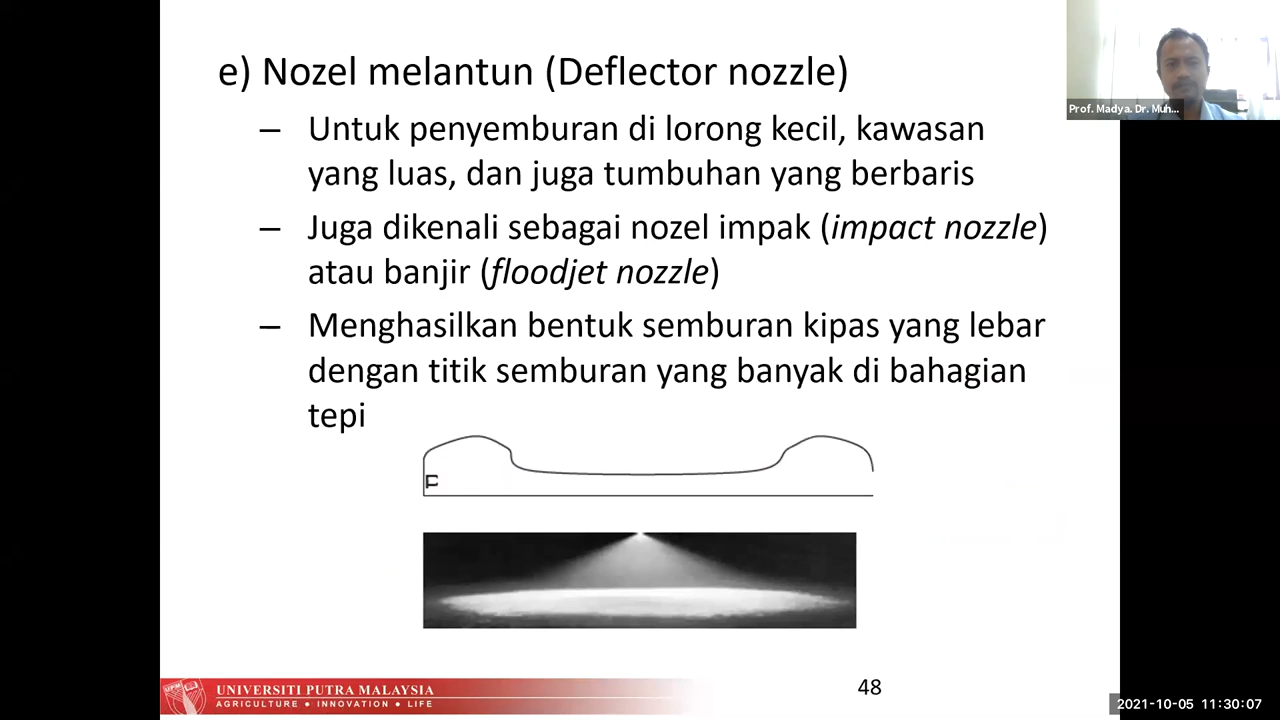 e) Nozel melantun (Deflector nozzle)
– Untuk penyemburan di lorong kecil, kawasan
yang luas, dan juga tumbuhan yang berbaris
– Juga dikenali sebagai nozel impak (impact nozzle)
atau banjir (floodjet nozzle)
– Menghasilkan bentuk semburan kipas yang lebar
dengan titik semburan yang banyak di bahagian
tepi
Prof. Madya. Dr. Muh...
UNIVERSITI PUTRA MALAYSIA
AGRICULTURE • INNOVATION • LIFE
48
2021-10-05 11:30:07